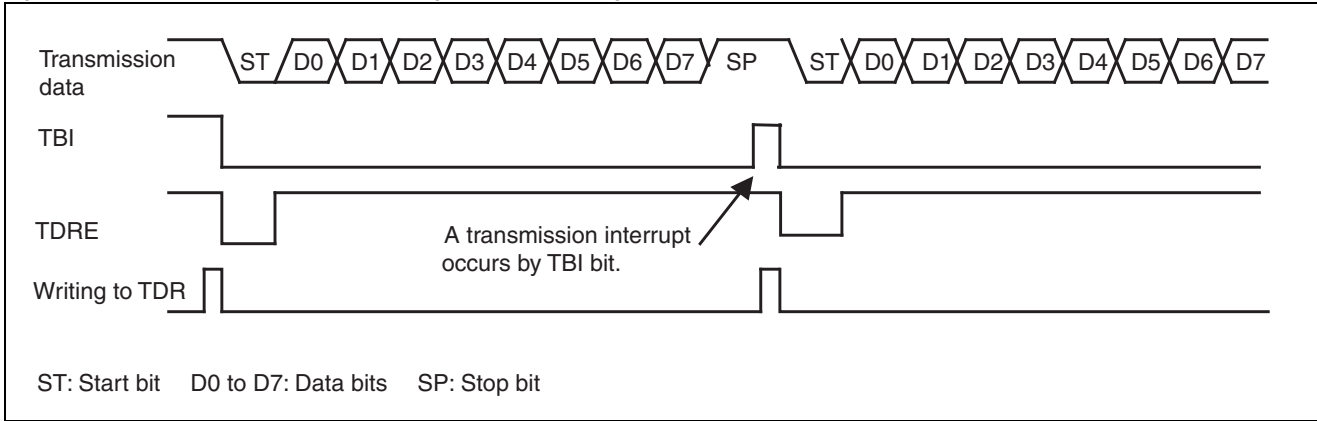 Transmission
data
ST D0 D1 D2 D3 D4 D5 D6 D7 SP ST D0 D1 D2 D3 D4 D5 D6 D7
TBI
TDRE
A transmission interrupt
occurs by TBI bit.
Writing to TDR
ST: Start bit D0 to D7: Data bits SP: Stop bit